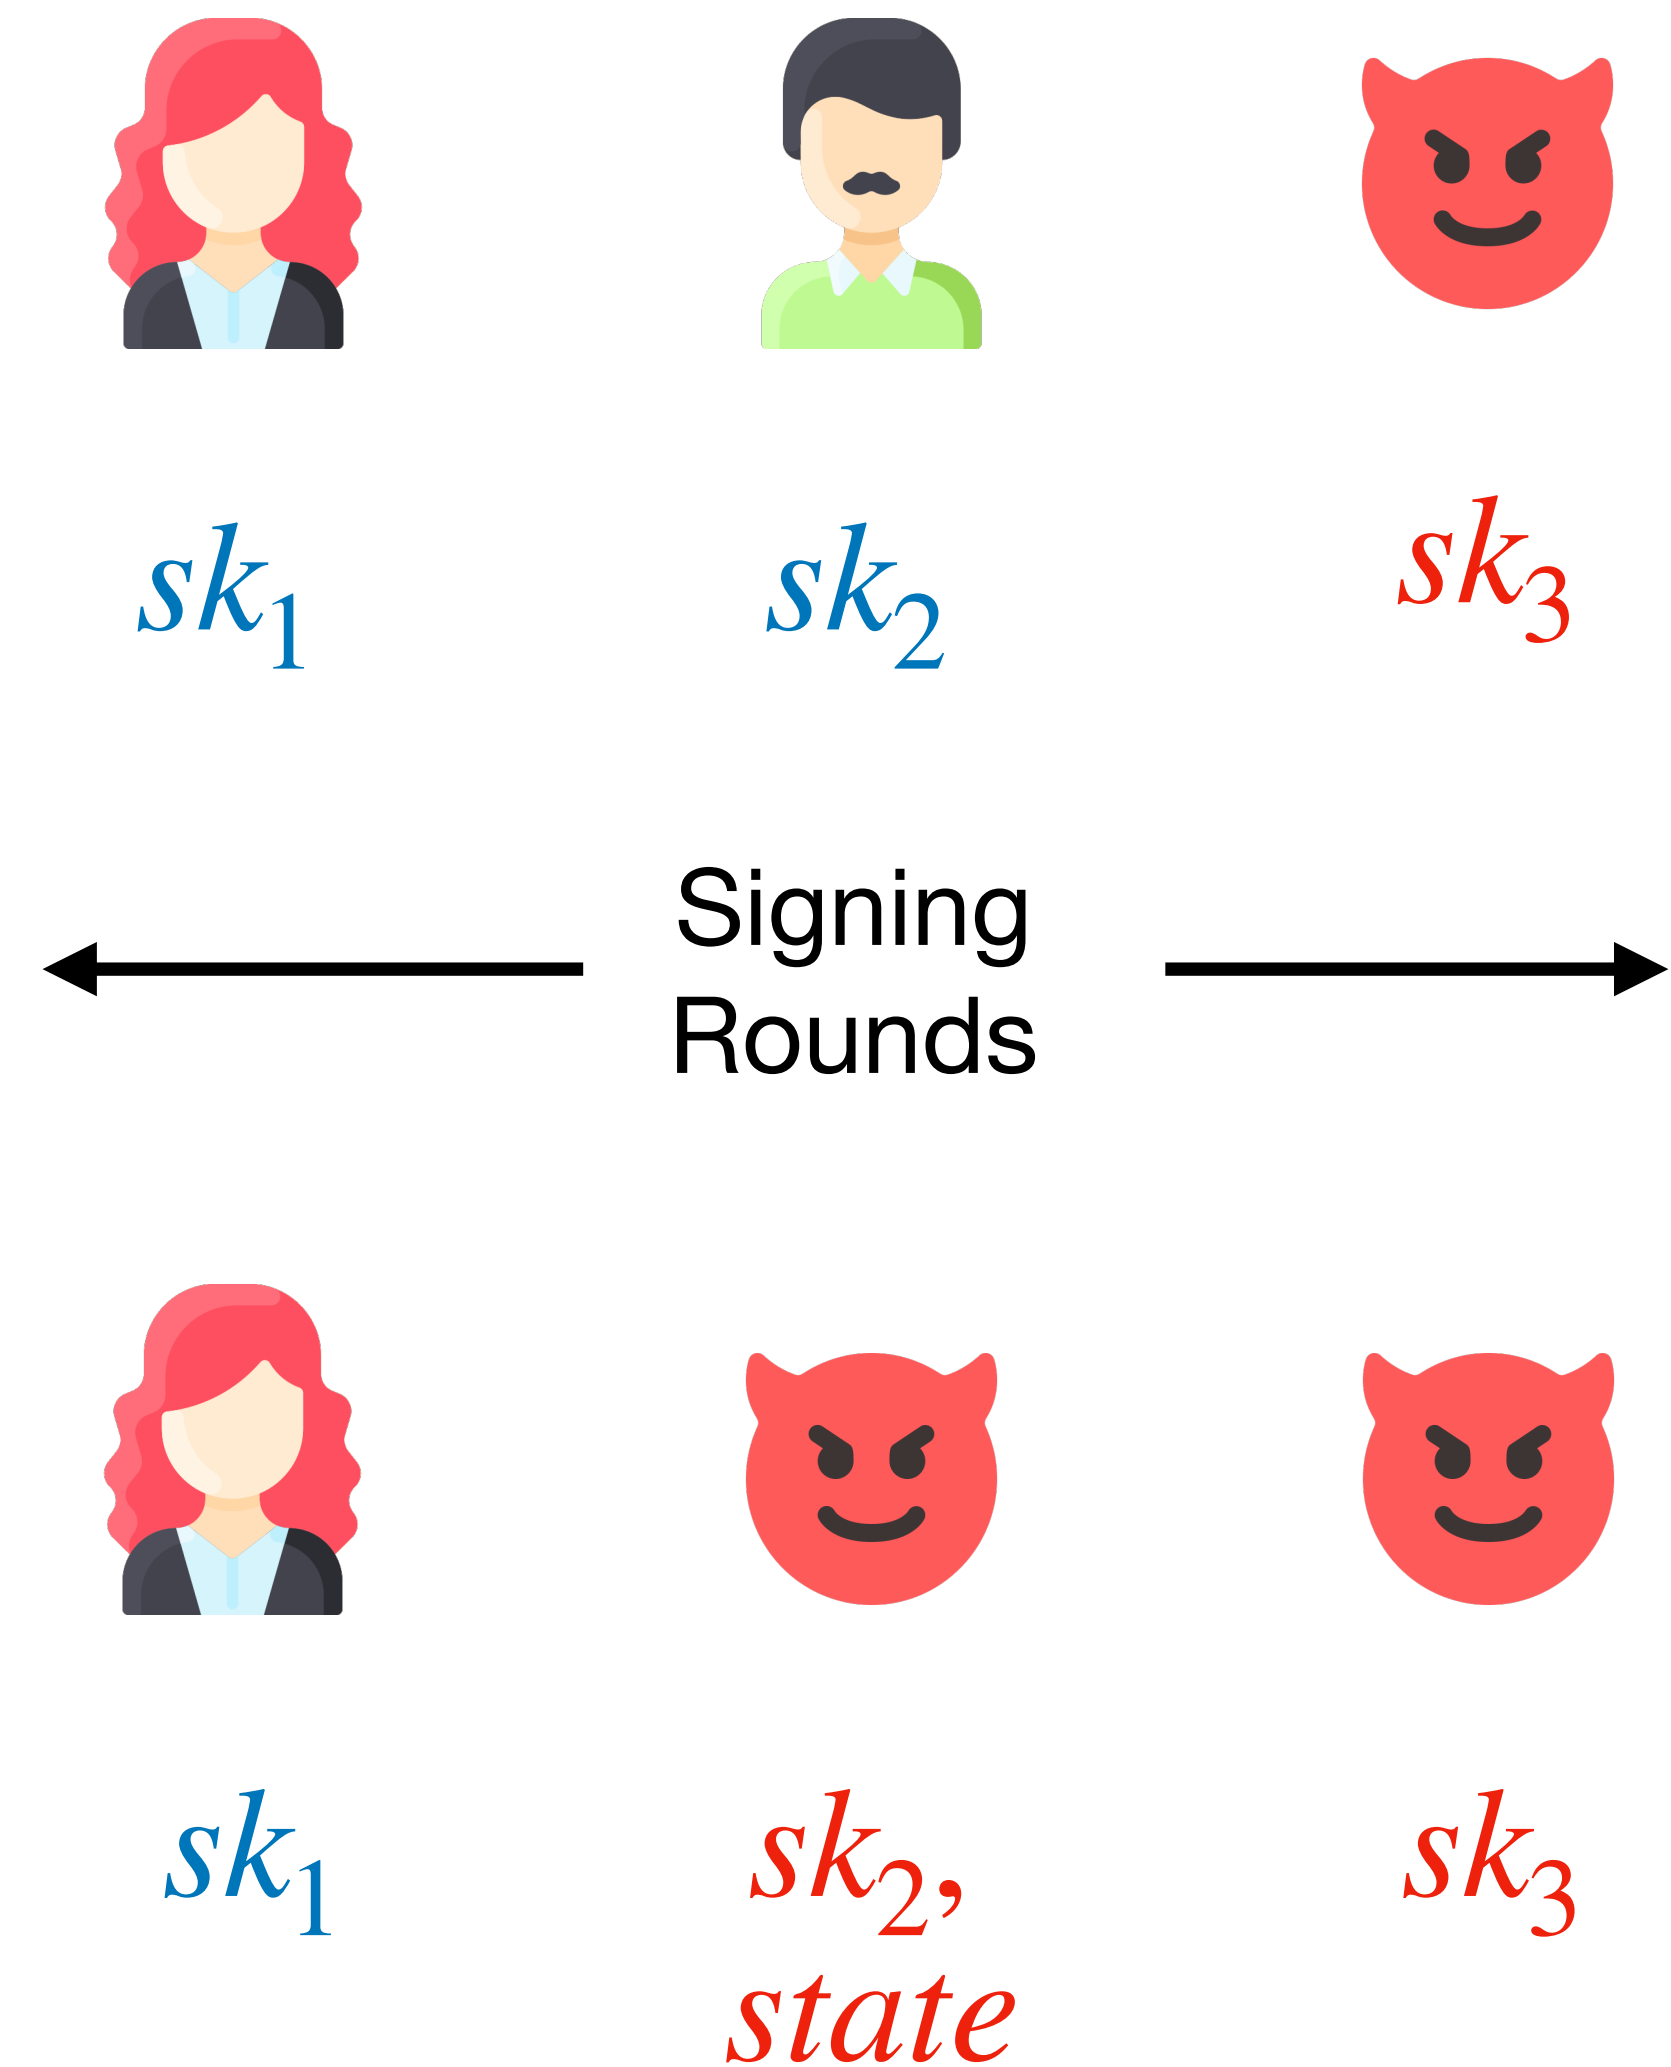 sk₁ sk₂ sk₃
Signing
Rounds
sk₁ sk₂, sk₃
state